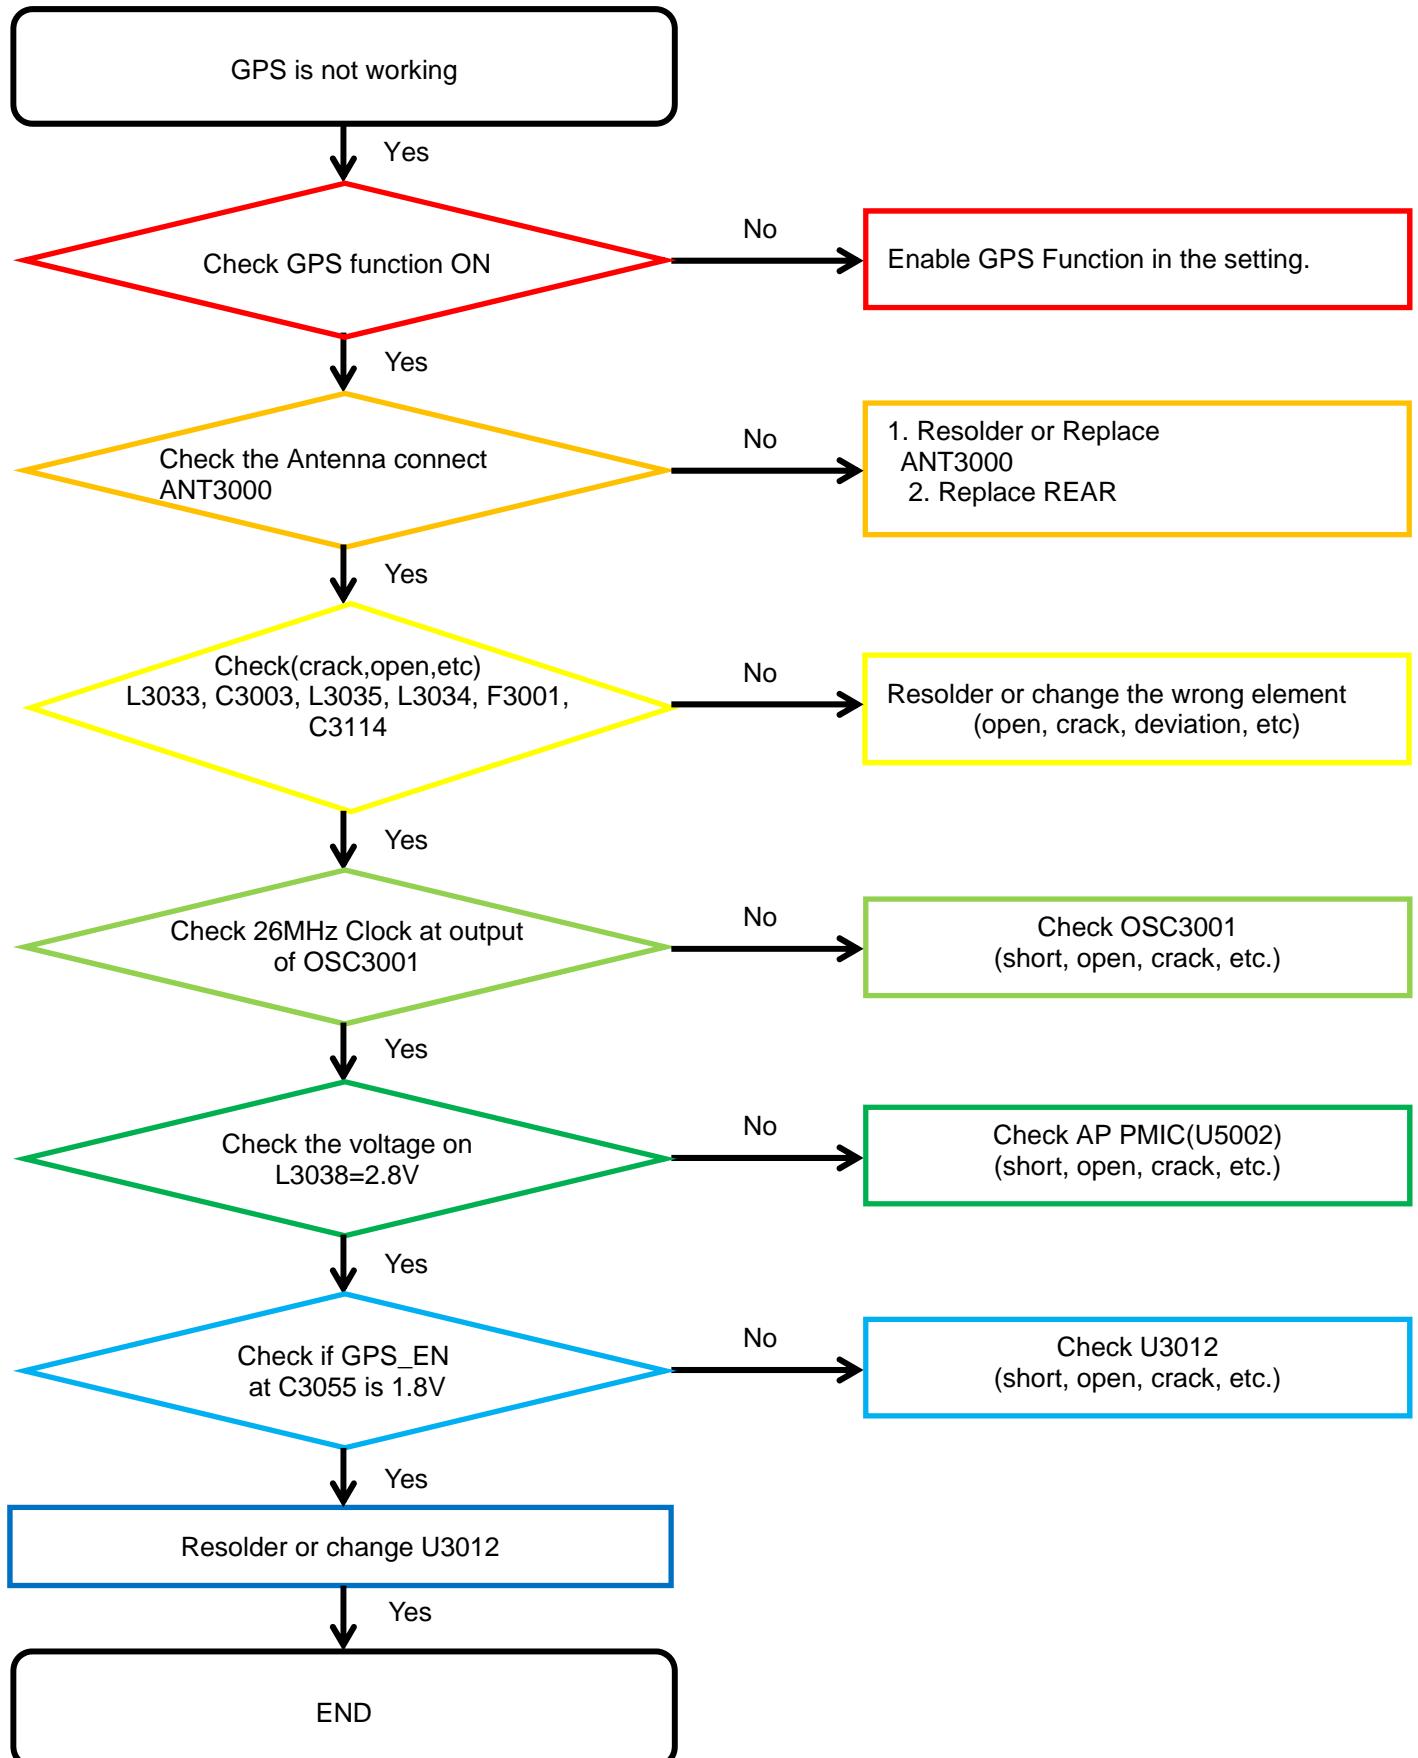 GPS is not working
Yes
Check GPS function ON
No
Enable GPS Function in the setting.
Yes
Check the Antenna connect
ANT3000
No
1. Resolder or Replace
ANT3000
2. Replace REAR
Yes
Check(crack,open,etc)
L3033, C3003, L3035, L3034, F3001,
C3114
No
Resolder or change the wrong element
(open, crack, deviation, etc)
Yes
Check 26MHz Clock at output
of OSC3001
No
Check OSC3001
(short, open, crack, etc.)
Yes
Check the voltage on
L3038=2.8V
No
Check AP PMIC(U5002)
(short, open, crack, etc.)
Yes
Check if GPS_EN
at C3055 is 1.8V
No
Check U3012
(short, open, crack, etc.)
Yes
Resolder or change U3012
Yes
END